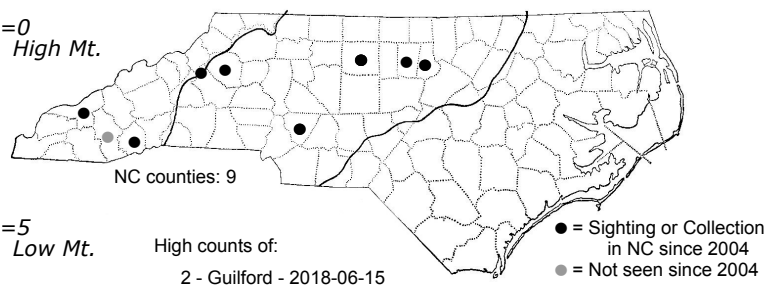 =0
High Mt.
NC counties: 9
=5
Low Mt.
High counts of:
2 - Guilford - 2018-06-15
= Sighting or Collection
in NC since 2004
= Not seen since 2004